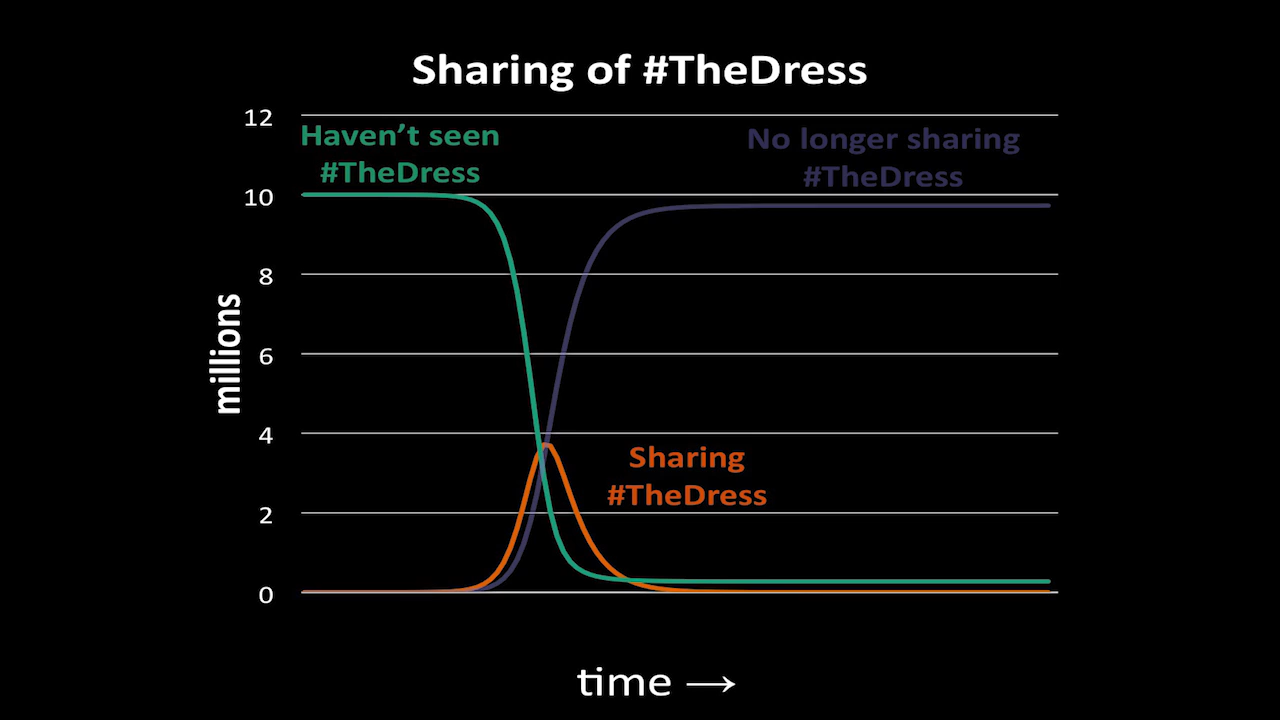 Sharing of #TheDress
12
Haven't seen
#TheDress
No longer sharing
#TheDress
10
8
millions
6
4
Sharing
#TheDress
2
0
time →